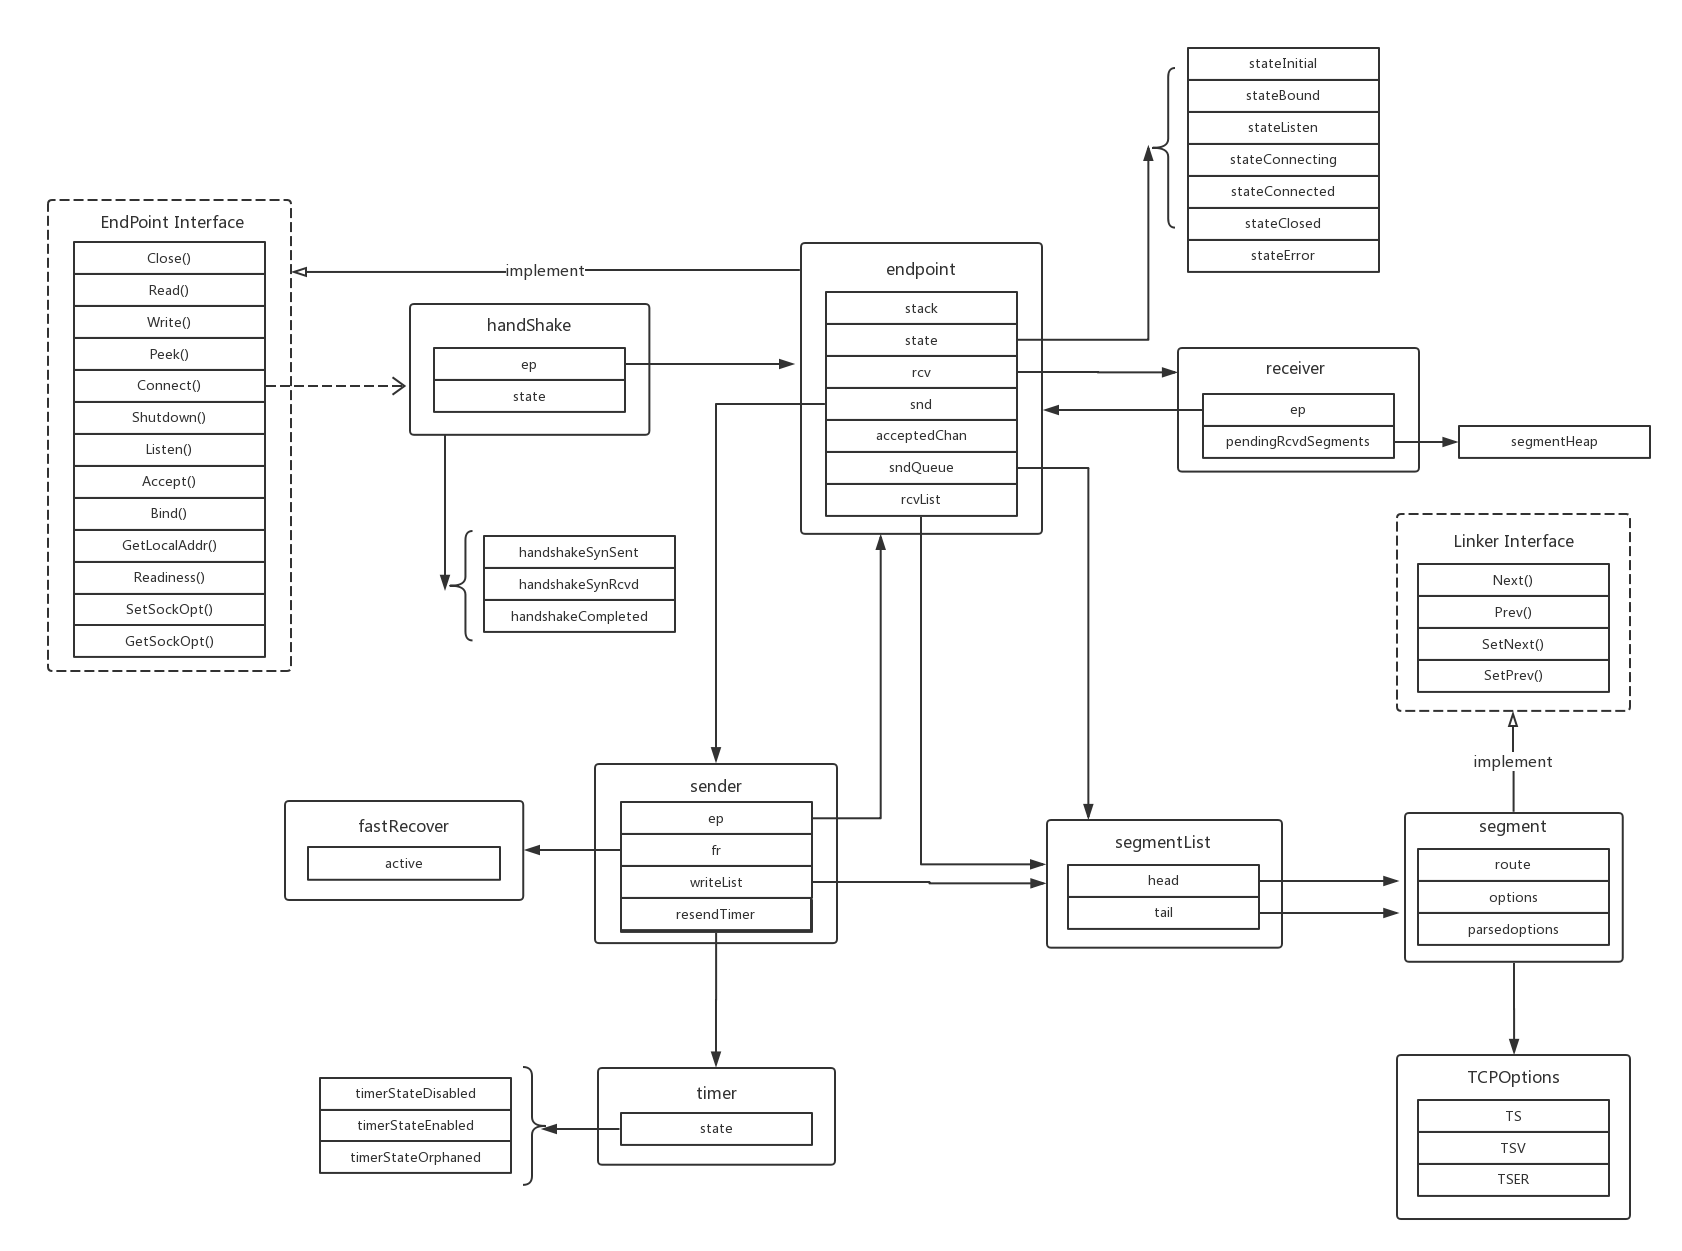 stateInitial
stateBound
stateListen
stateConnecting
stateConnected
stateClosed
stateError
EndPoint Interface
Close()
Read()
Write()
Peek()
Connect()
Shutdown()
Listen()
Accept()
Bind()
GetLocalAddr()
Readiness()
SetSockOpt()
GetSockOpt()
implement
handShake
ep
state
endpoint
stack
state
rcv
snd
acceptedChan
sndQueue
rcvList
receiver
ep
pendingRcvdSegments
segmentHeap
handshakeSynSent
handshakeSynRcvd
handshakeCompleted
Linker Interface
Next()
Prev()
SetNext()
SetPrev()
implement
fastRecover
active
sender
ep
fr
writeList
resendTimer
segmentList
head
tail
segment
route
options
parsedoptions
timerStateDisabled
timerStateEnabled
timerStateOrphaned
timer
state
TCPOptions
TS
TSV
TSER